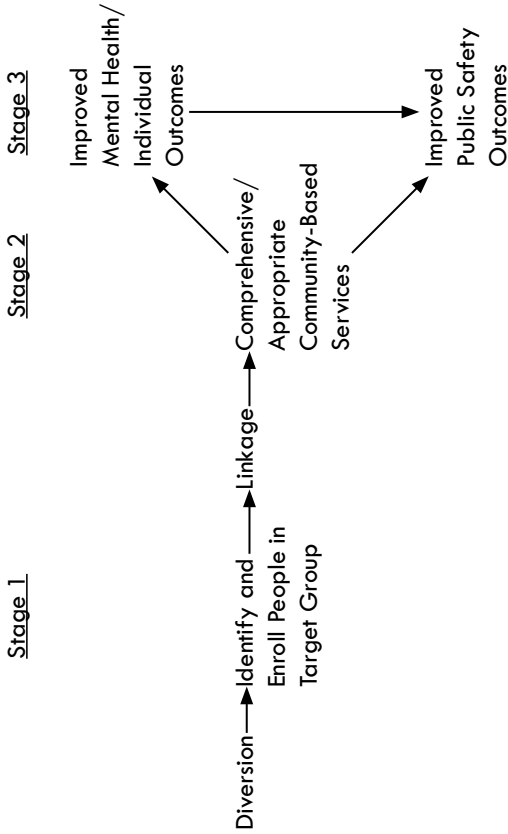 Stage 1
Stage 2
Stage 3
Diversion
Identify and
Enroll People in
Target Group
Linkage
Comprehensive/
Appropriate
Community-Based
Services
Improved
Mental Health/
Individual
Outcomes
Improved
Public Safety
Outcomes